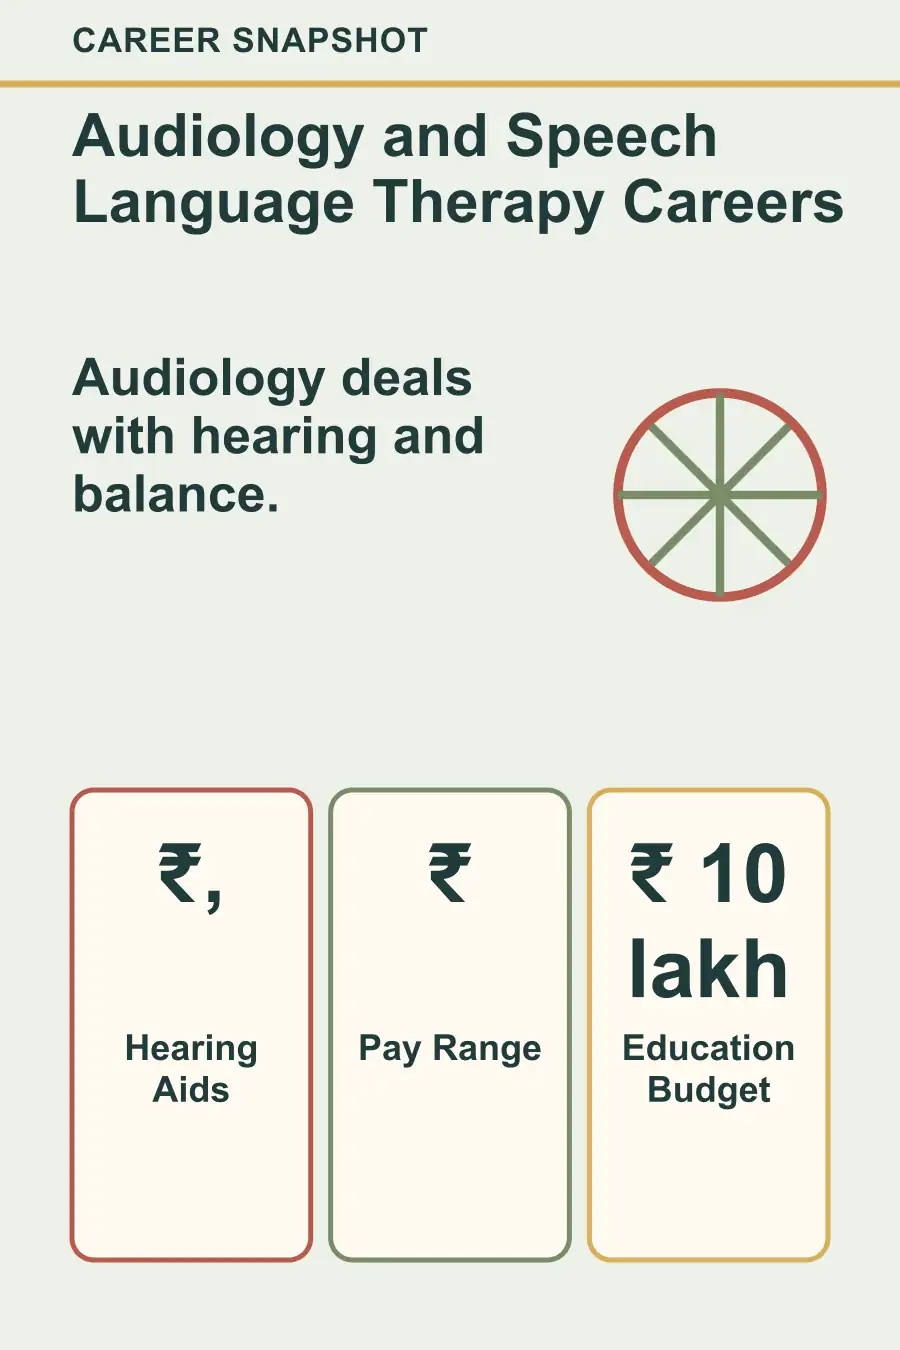 CAREER SNAPSHOT
Audiology and Speech
Language Therapy Careers
Audiology deals
with hearing and
balance.
₹,
Hearing
Aids
₹
Pay Range
₹ 10
lakh
Education
Budget